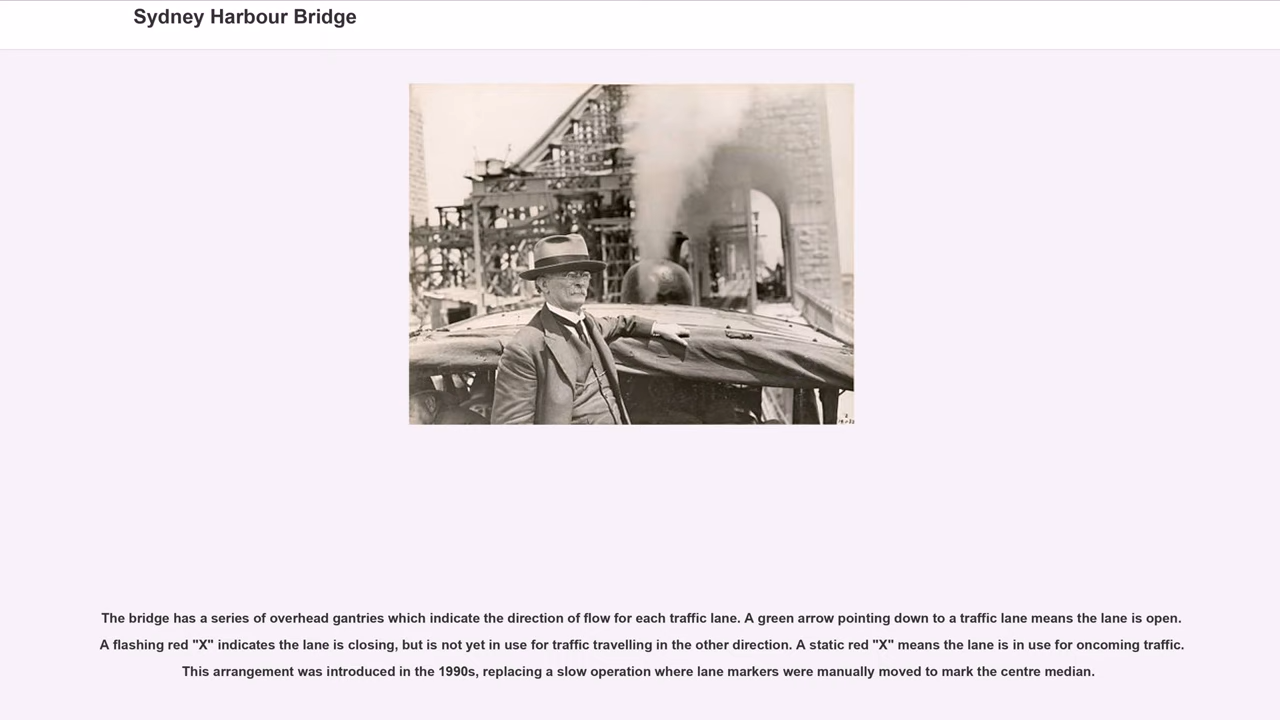 Sydney Harbour Bridge
The bridge has a series of overhead gantries which indicate the direction of flow for each traffic lane. A green arrow pointing down to a traffic lane means the lane is open.
A flashing red "X" indicates the lane is closing, but is not yet in use for traffic travelling in the other direction. A static red "X" means the lane is in use for oncoming traffic.
This arrangement was introduced in the 1990s, replacing a slow operation where lane markers were manually moved to mark the centre median.